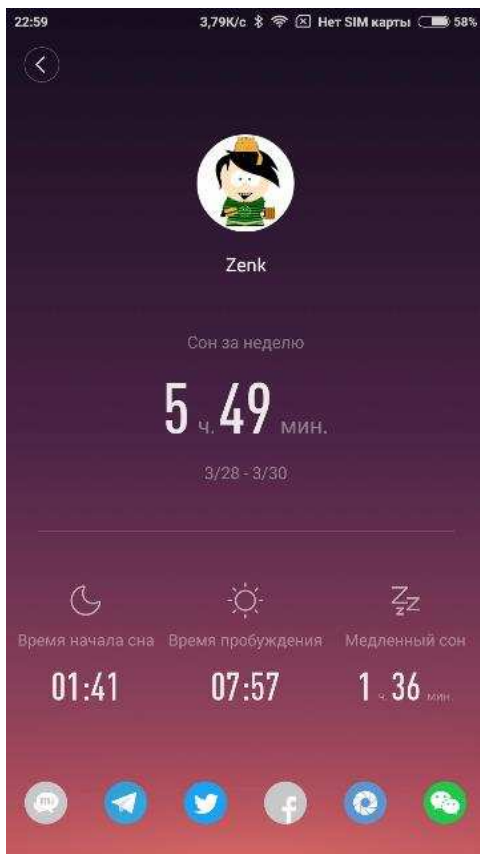 22:59 3,79K/с Нет SIM карты 58%
Zenk
Сон за неделю
5 ч. 49 мин.
3/28 - 3/30
Время начала сна Время пробуждения Медленный сон
01:41 07:57 1 ч. 36 мин.
mi